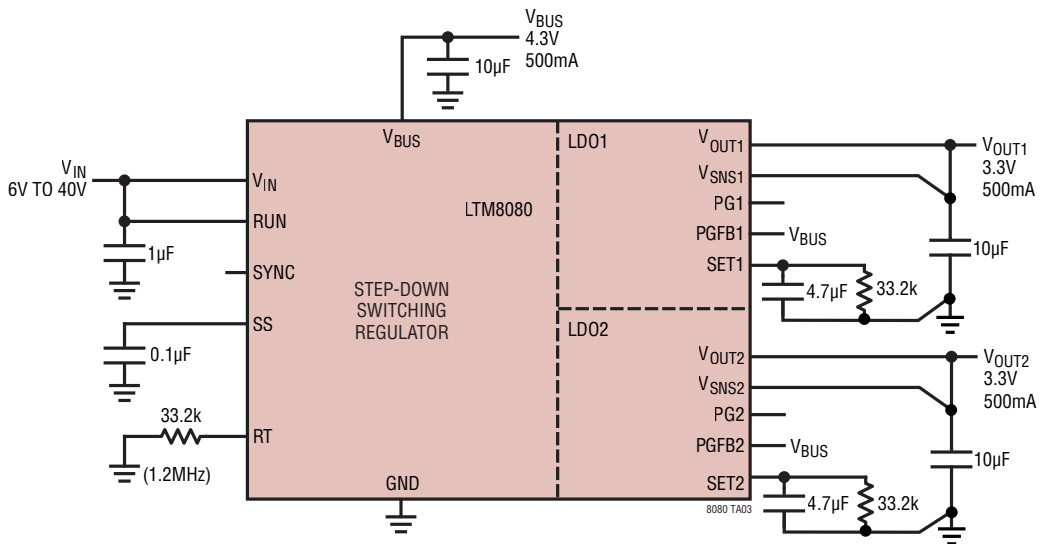 VBUS
4.3V
500mA
10µF
VBUS
LDO1
VOUT1
VOUT1
3.3V
500mA
VIN
6V TO 40V
VIN
VSNS1
LTM8080
PG1
RUN
PGFB1
VBUS
10µF
1µF
SET1
SYNC
4.7µF
33.2k
STEP-DOWN
SWITCHING
REGULATOR
SS
LDO2
0.1µF
VOUT2
VOUT2
3.3V
500mA
VSNS2
PG2
33.2k
RT
PGFB2
VBUS
10µF
(1.2MHz)
GND
SET2
4.7µF
33.2k
8080 TA03